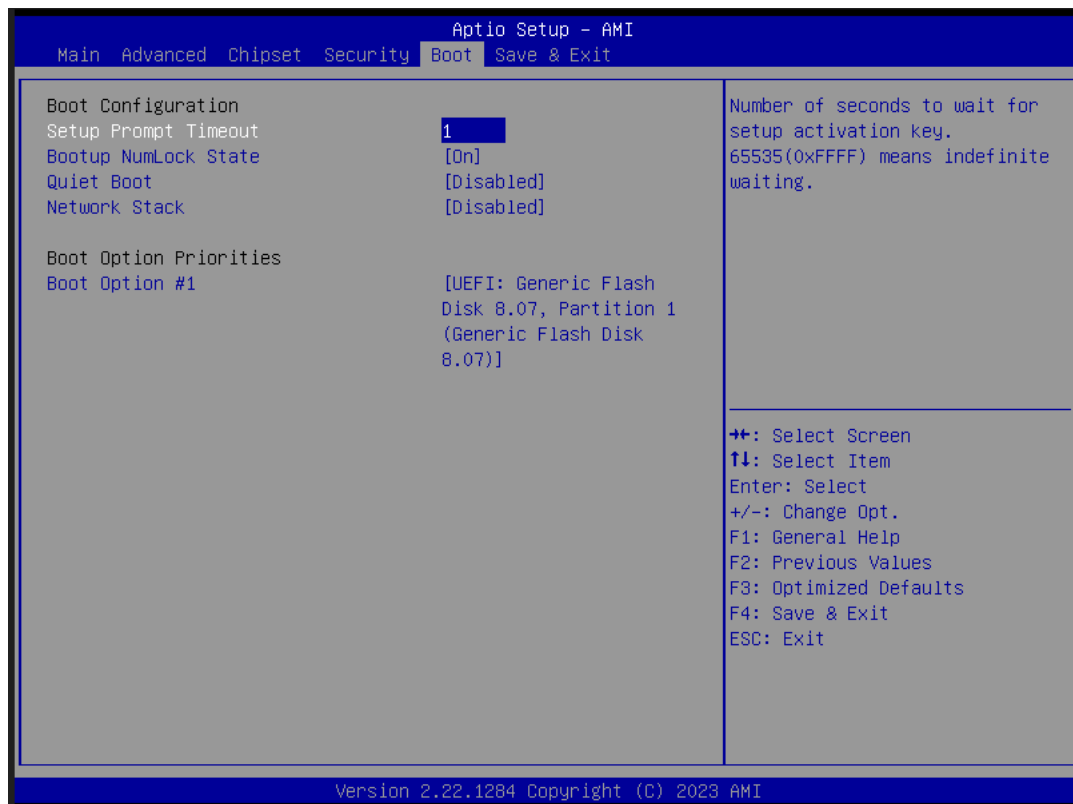 Aptio Setup – AMI
Main Advanced Chipset Security Boot Save & Exit
Boot Configuration
Setup Prompt Timeout 1
Bootup NumLock State [On]
Quiet Boot [Disabled]
Network Stack [Disabled]
Boot Option Priorities
Boot Option #1 [UEFI: Generic Flash
Disk 8.07, Partition 1
(Generic Flash Disk
8.07)]
Number of seconds to wait for
setup activation key.
65535(0xFFFF) means indefinite
waiting.
→←: Select Screen
↑↓: Select Item
Enter: Select
+/-: Change Opt.
F1: General Help
F2: Previous Values
F3: Optimized Defaults
F4: Save & Exit
ESC: Exit
Version 2.22.1284 Copyright (C) 2023 AMI